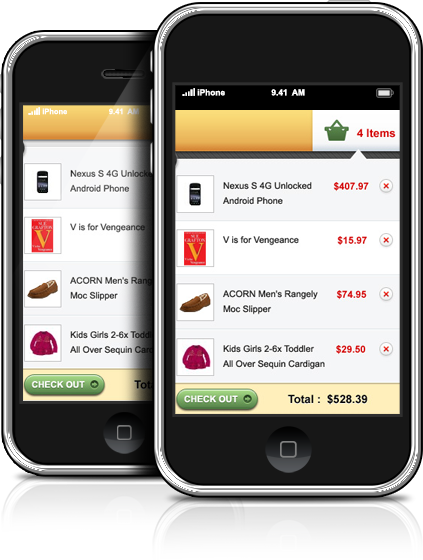 iPhone 9.41 AM
4 Items
Nexus S 4G Unlocked
Android Phone
$407.97
V is for Vengeance
$15.97
ACORN Men's Rangely
Moc Slipper
$74.95
Kids Girls 2-6x Toddler
All Over Sequin Cardigan
$29.50
CHECK OUT
Total : $528.39
iPhone 9.41 AM
Nexus S 4G Unlocked
Android Phone
V is for Vengeance
ACORN Men's Rangely
Moc Slipper
Kids Girls 2-6x Toddler
All Over Sequin Car
CHECK OUT
Tota